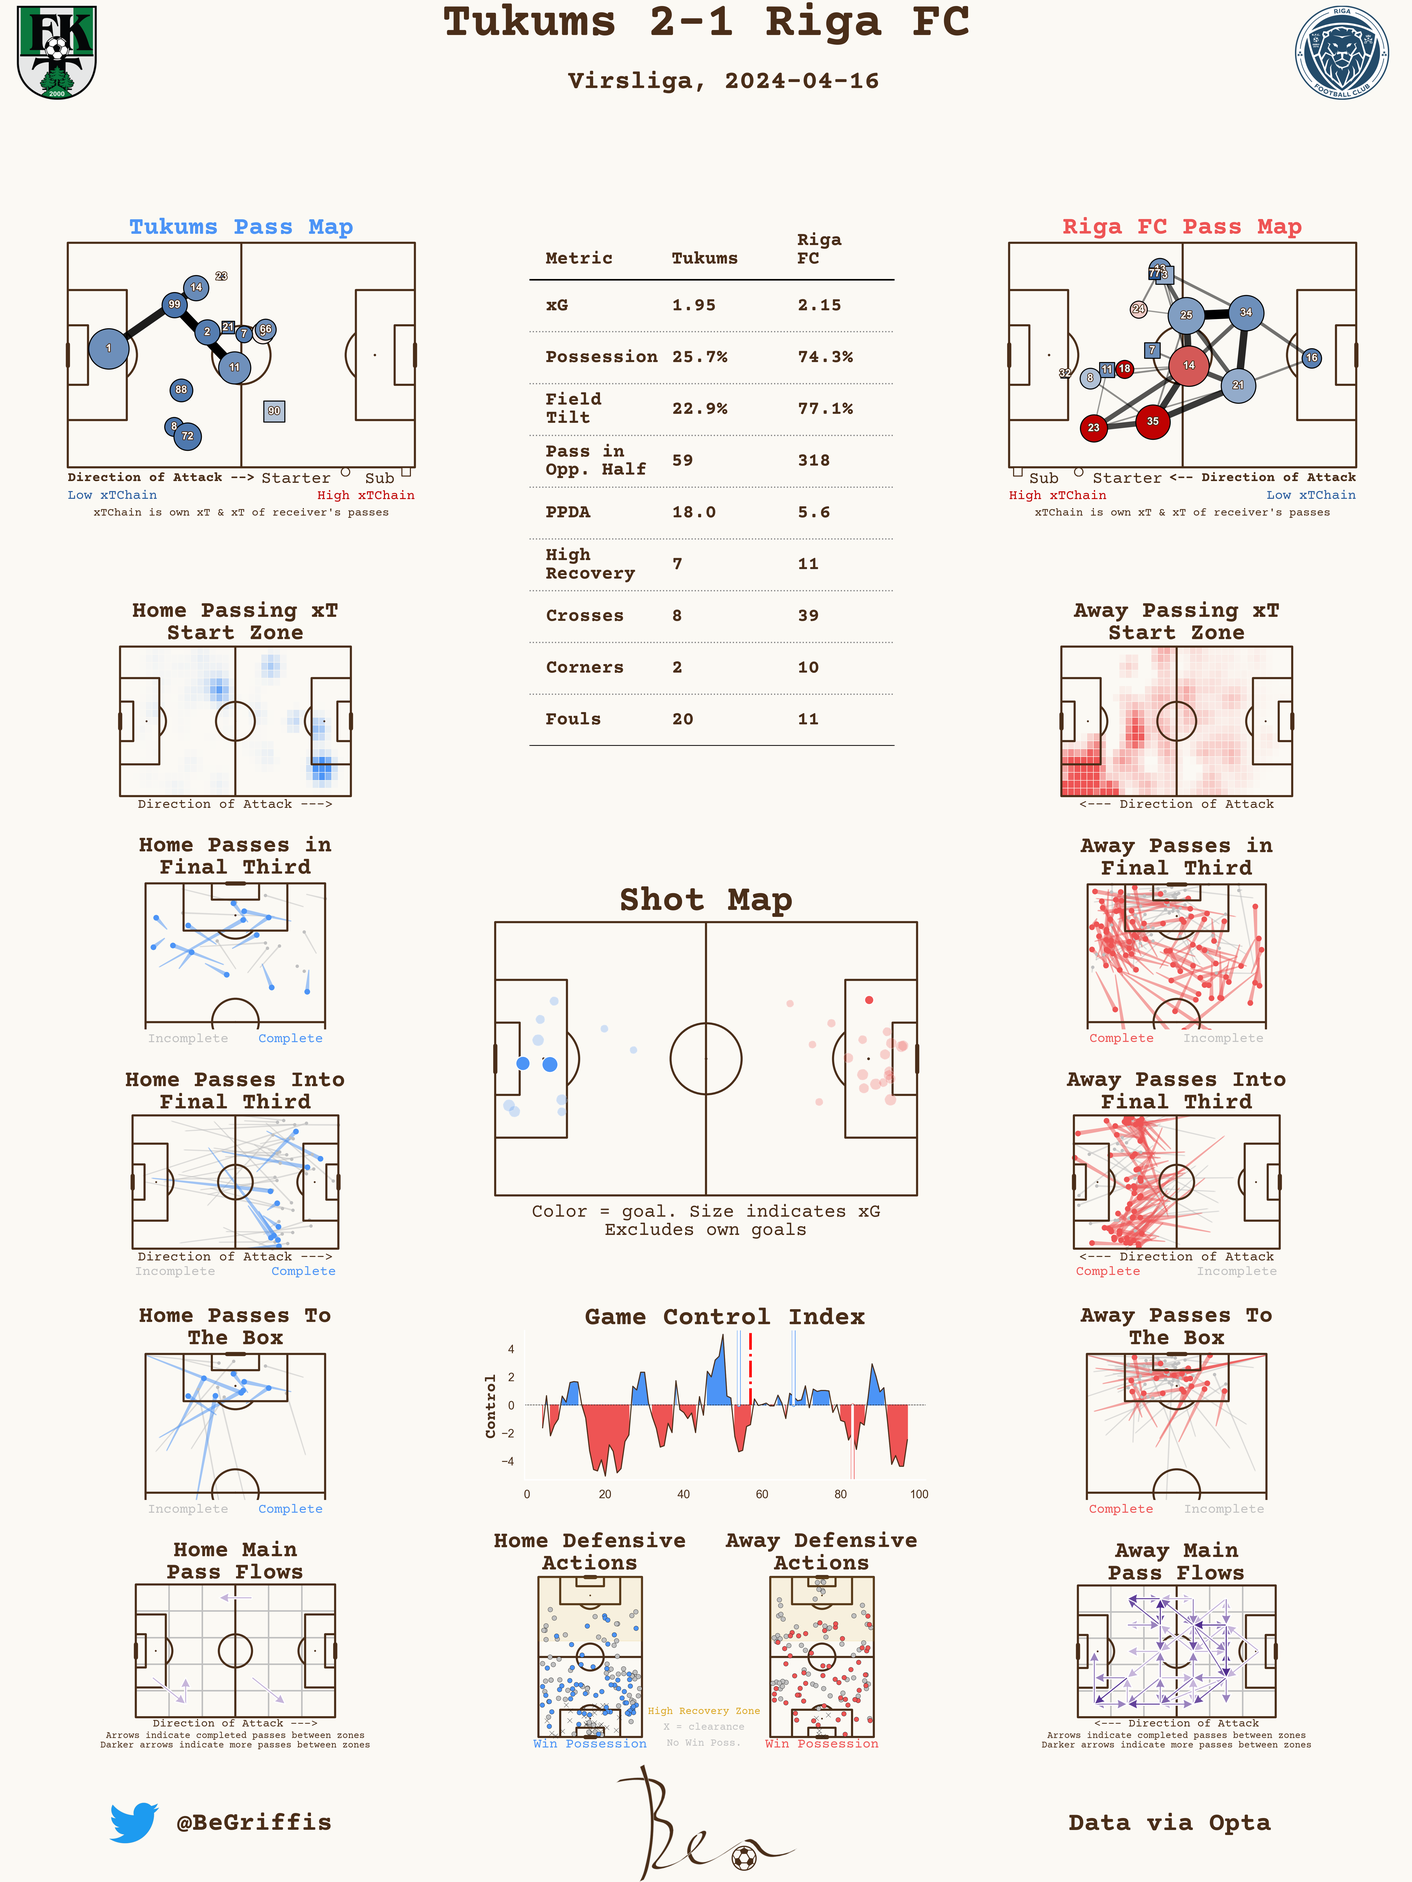 Tukums 2-1 Riga FC
Virsliga, 2024-04-16
FK
T
2000
RIGA
FOOTBALL CLUB
Tukums Pass Map
1
99
14
23
2
21
7
66
11
88
8
72
90
Direction of Attack --> Starter Sub
Low xTChain High xTChain
xTChain is own xT & xT of receiver's passes
Metric Tukums Riga FC
xG 1.95 2.15
Possession 25.7% 74.3%
Field Tilt 22.9% 77.1%
Pass in Opp. Half 59 318
PPDA 18.0 5.6
High Recovery 7 11
Crosses 8 39
Corners 2 10
Fouls 20 11
Riga FC Pass Map
77
3
24
25
34
7
14
16
32
8
11
18
21
23
35
Sub Starter <-- Direction of Attack
High xTChain Low xTChain
xTChain is own xT & xT of receiver's passes
Home Passing xT
Start Zone
Direction of Attack --->
Away Passing xT
Start Zone
<--- Direction of Attack
Home Passes in
Final Third
Incomplete Complete
Away Passes in
Final Third
Complete Incomplete
Shot Map
Color = goal. Size indicates xG
Excludes own goals
Home Passes Into
Final Third
Direction of Attack --->
Incomplete Complete
Away Passes Into
Final Third
<--- Direction of Attack
Complete Incomplete
Home Passes To
The Box
Incomplete Complete
Game Control Index
Control
4
2
0
−2
−4
0 20 40 60 80 100
Away Passes To
The Box
Complete Incomplete
Home Main
Pass Flows
Direction of Attack --->
Arrows indicate completed passes between zones
Darker arrows indicate more passes between zones
Home Defensive
Actions
Win Possession
High Recovery Zone
X = clearance
No Win Poss.
Away Defensive
Actions
Win Possession
Away Main
Pass Flows
<--- Direction of Attack
Arrows indicate completed passes between zones
Darker arrows indicate more passes between zones
@BeGriffis
Ben
Data via Opta